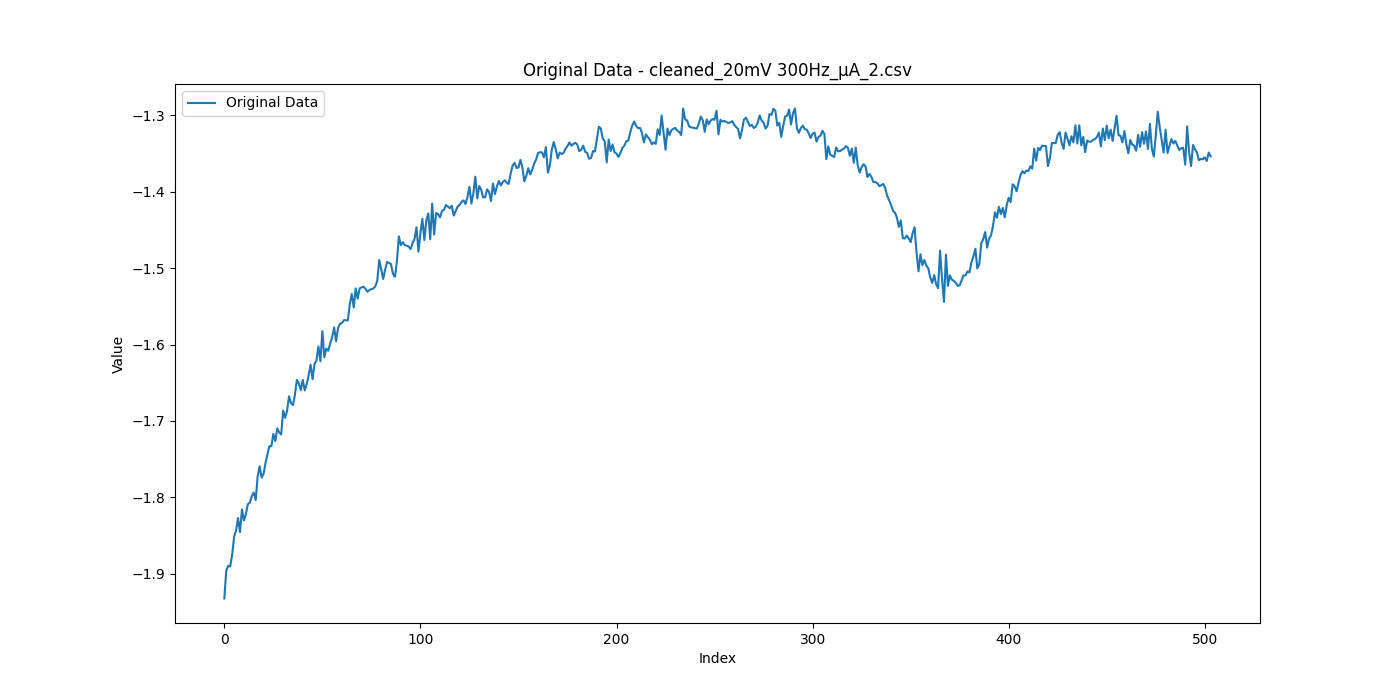 Original Data - cleaned_20mV 300Hz_μA_2.csv
Original Data
−1.3
−1.4
−1.5
−1.6
−1.7
−1.8
−1.9
Value
0 100 200 300 400 500
Index